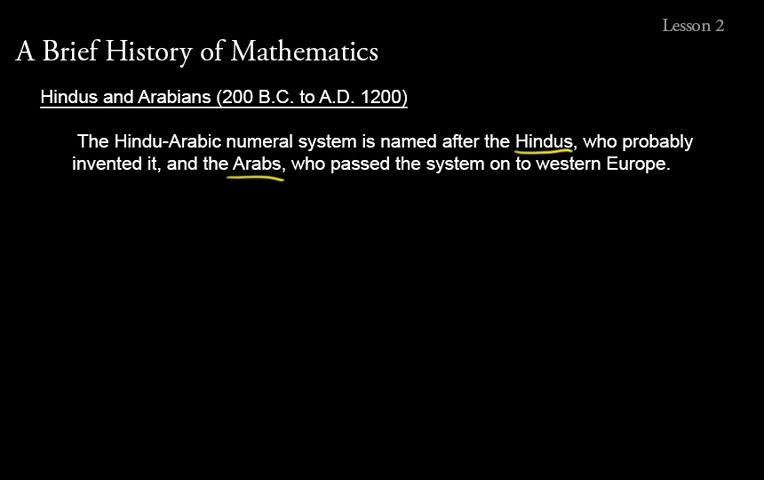 Lesson 2
A Brief History of Mathematics
Hindus and Arabians (200 B.C. to A.D. 1200)
The Hindu-Arabic numeral system is named after the Hindus, who probably
invented it, and the Arabs, who passed the system on to western Europe.